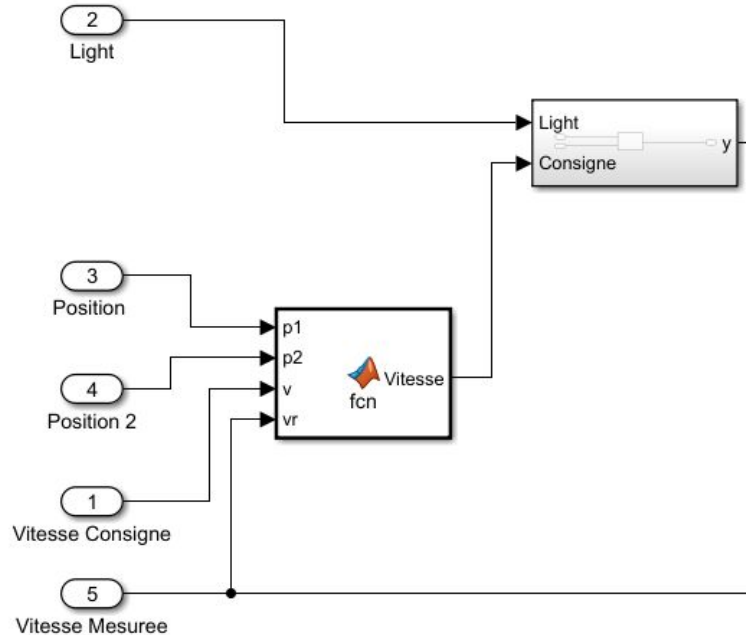 2
Light
Light
y
Consigne
3
Position
p1
p2
4
Vitesse
fcn
v
Position 2
vr
1
Vitesse Consigne
5
Vitesse Mesuree